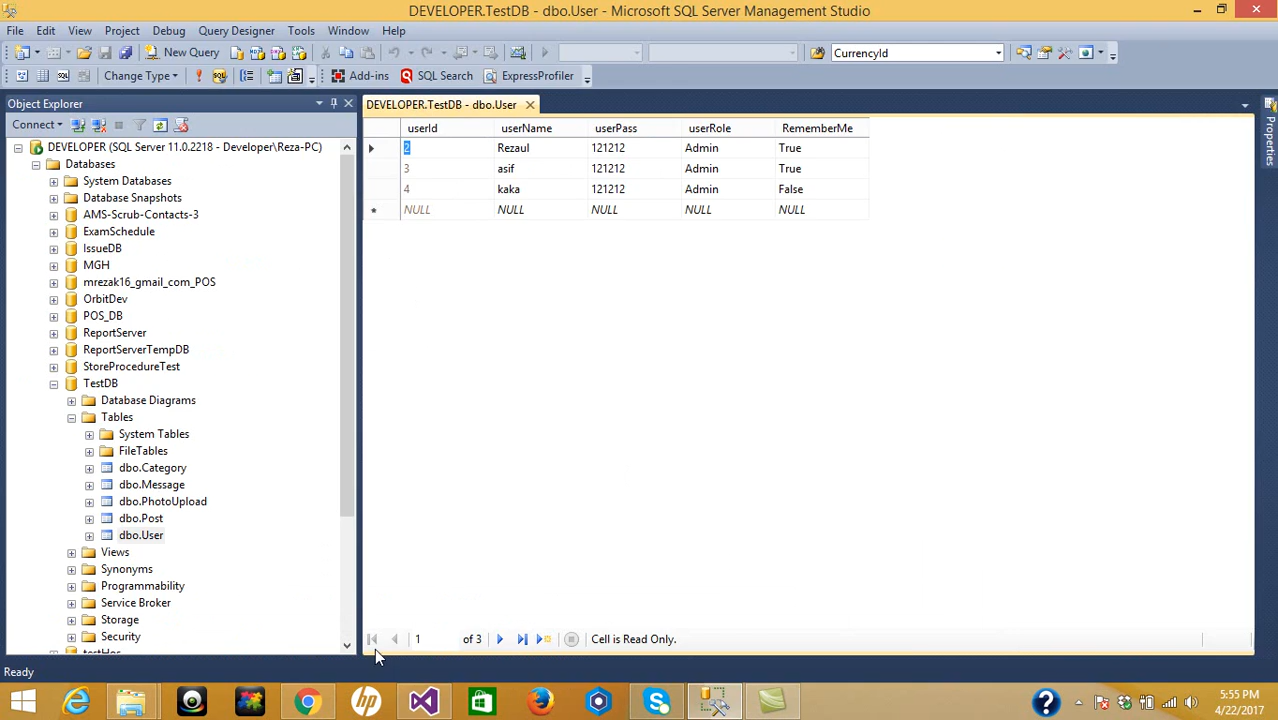 DEVELOPER.TestDB - dbo.User - Microsoft SQL Server Management Studio
File Edit View Project Debug Query Designer Tools Window Help
New Query CurrencyId
Change Type Add-ins SQL Search ExpressProfiler
Object Explorer
DEVELOPER.TestDB - dbo.User
Properties
Connect
DEVELOPER (SQL Server 11.0.2218 - Developer\Reza-PC)
Databases
System Databases
Database Snapshots
AMS-Scrub-Contacts-3
ExamSchedule
IssueDB
MGH
mrezak16_gmail_com_POS
OrbitDev
POS_DB
ReportServer
ReportServerTempDB
StoreProcedureTest
TestDB
Database Diagrams
Tables
System Tables
FileTables
dbo.Category
dbo.Message
dbo.PhotoUpload
dbo.Post
dbo.User
Views
Synonyms
Programmability
Service Broker
Storage
Security
userId userName userPass userRole RememberMe
2 Rezaul 121212 Admin True
3 asif 121212 Admin True
4 kaka 121212 Admin False
NULL NULL NULL NULL NULL
1 of 3 Cell is Read Only.
Ready
5:55 PM
4/22/2017